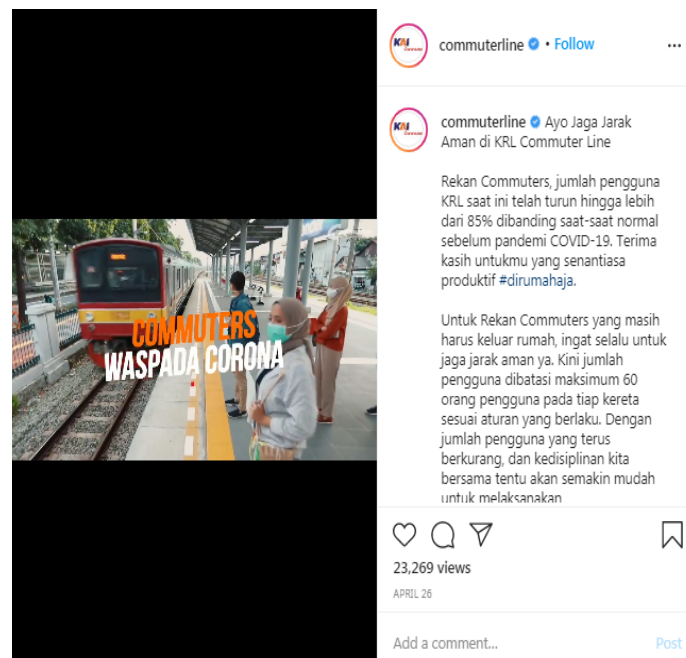 commuterline • Follow
COMMUTERS
WASPADA CORONA
commuterline Ayo Jaga Jarak
Aman di KRL Commuter Line
Rekan Commuters, jumlah pengguna
KRL saat ini telah turun hingga lebih
dari 85% dibanding saat-saat normal
sebelum pandemi COVID-19. Terima
kasih untukmu yang senantiasa
produktif #dirumahaja.
Untuk Rekan Commuters yang masih
harus keluar rumah, ingat selalu untuk
jaga jarak aman ya. Kini jumlah
pengguna dibatasi maksimum 60
orang pengguna pada tiap kereta
sesuai aturan yang berlaku. Dengan
jumlah pengguna yang terus
berkurang, dan kedisiplinan kita
bersama tentu akan semakin mudah
untuk melaksanakan
23,269 views
APRIL 26
Add a comment...
Post